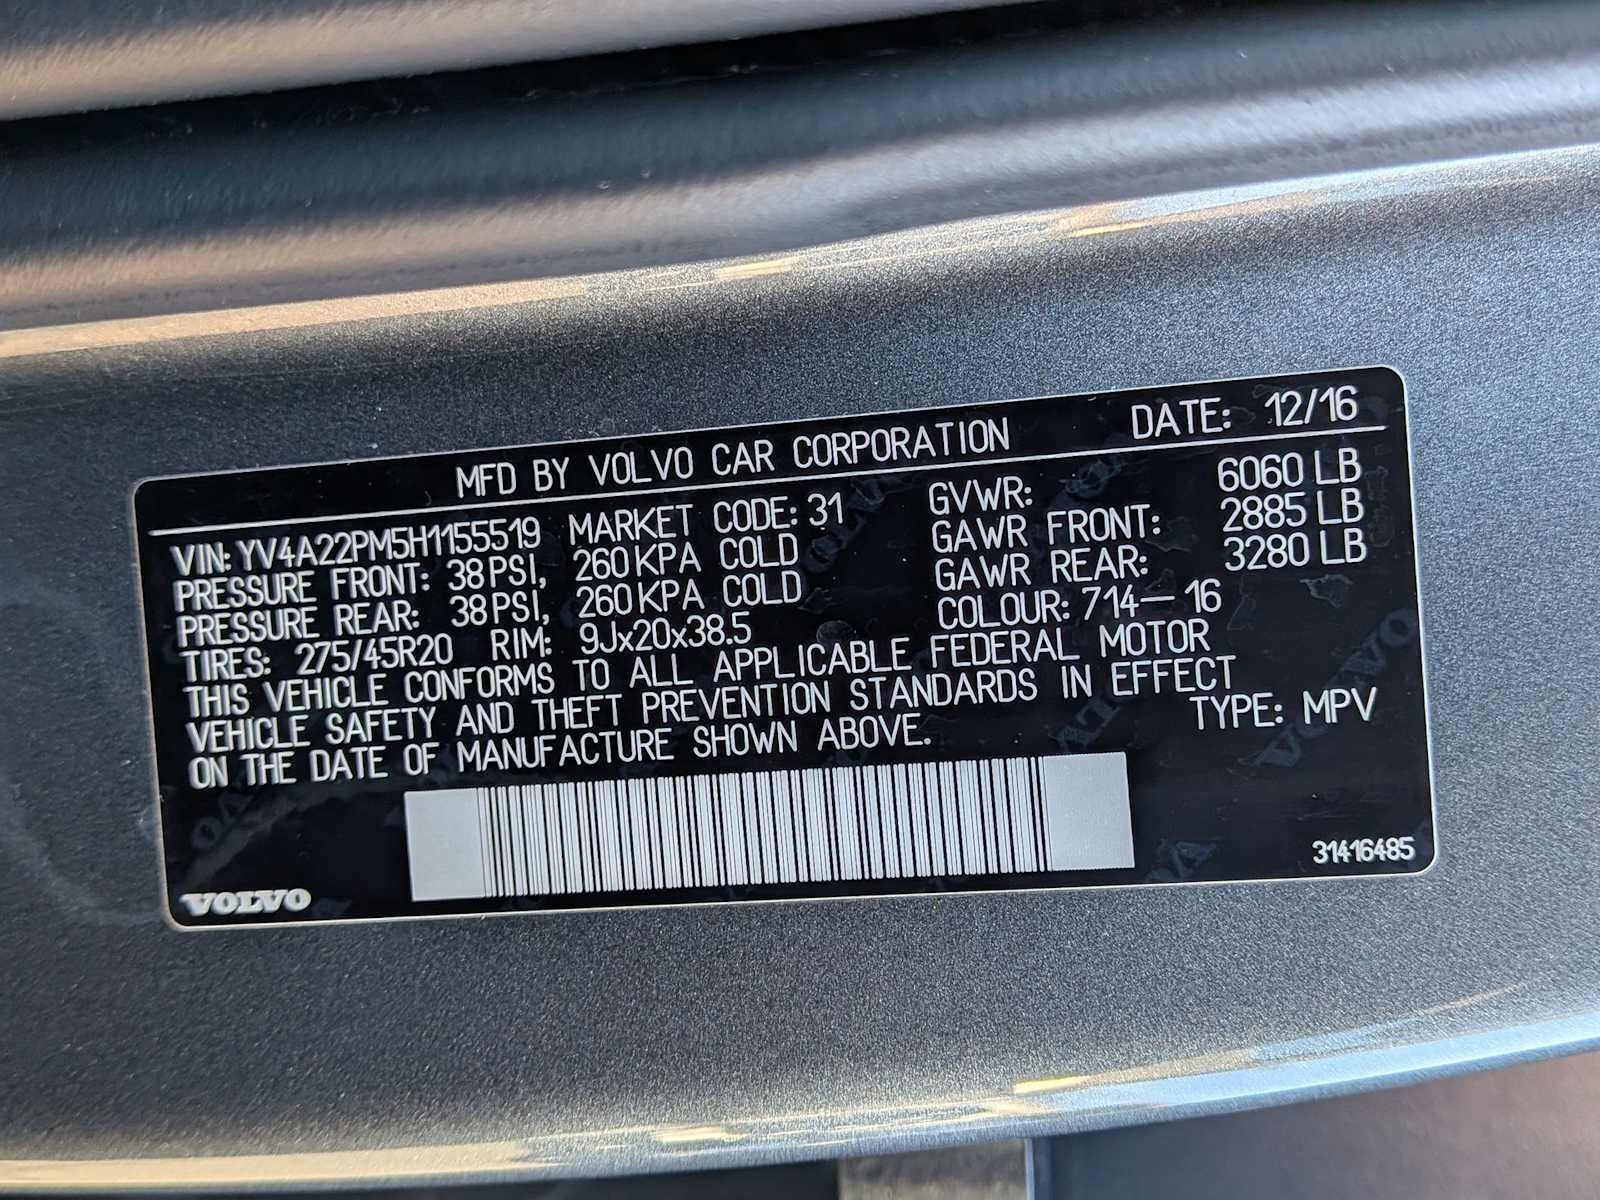 MFD BY VOLVO CAR CORPORATION DATE: 12/16
VIN: YV4A22PM5H1155519 MARKET CODE: 31 GVWR: 6060 LB
PRESSURE FRONT: 38 PSI, 260 KPA COLD GAWR FRONT: 2885 LB
PRESSURE REAR: 38 PSI, 260 KPA COLD GAWR REAR: 3280 LB
TIRES: 275/45R20 RIM: 9Jx20x38.5 COLOUR: 714-16
THIS VEHICLE CONFORMS TO ALL APPLICABLE FEDERAL MOTOR
VEHICLE SAFETY AND THEFT PREVENTION STANDARDS IN EFFECT
ON THE DATE OF MANUFACTURE SHOWN ABOVE. TYPE: MPV
31416485
VOLVO